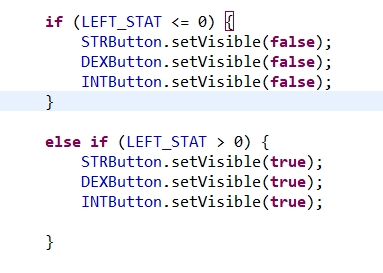 if (LEFT_STAT <= 0) {
STRButton.setVisible(false);
DEXButton.setVisible(false);
INTButton.setVisible(false);
}
else if (LEFT_STAT > 0) {
STRButton.setVisible(true);
DEXButton.setVisible(true);
INTButton.setVisible(true);
}